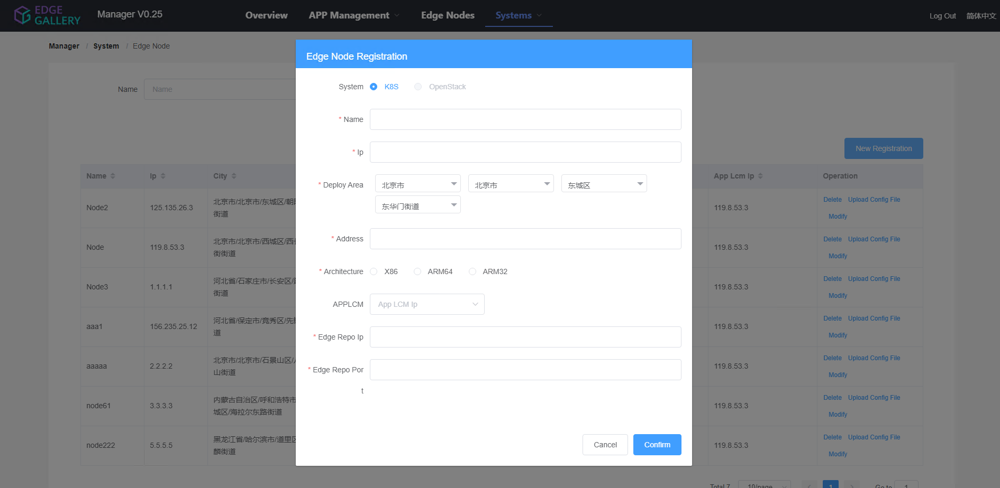 EDGE GALLERY
Manager V0.25
Overview
APP Management
Edge Nodes
Systems
Log Out
简体中文
Manager / System / Edge Node
Name
Name
New Registration
Name
Ip
City
App Lcm Ip
Operation
Node2
125.135.26.3
北京市/北京市/东城区/朝
街道
119.8.53.3
Delete Upload Config File
Modify
Node
119.8.53.3
北京市/北京市/西城区/西
街街道
119.8.53.3
Delete Upload Config File
Modify
Node3
1.1.1.1
河北省/石家庄市/长安区/
街道
119.8.53.3
Delete Upload Config File
Modify
aaa1
156.235.25.12
河北省/保定市/竞秀区/先
道
119.8.53.3
Delete Upload Config File
Modify
aaaaa
2.2.2.2
北京市/北京市/石景山区/
山街道
119.8.53.3
Delete Upload Config File
Modify
node61
3.3.3.3
内蒙古自治区/呼和浩特市
城区/海拉尔东路街道
119.8.53.3
Delete Upload Config File
Modify
node222
5.5.5.5
黑龙江省/哈尔滨市/道里区
麟街道
119.8.53.3
Delete Upload Config File
Modify
Total 7
10/page
1
Go to
1
Edge Node Registration
System
K8S
OpenStack
* Name
* Ip
* Deploy Area
北京市
北京市
东城区
东华门街道
* Address
* Architecture
X86
ARM64
ARM32
APPLCM
App LCM Ip
* Edge Repo Ip
* Edge Repo Por
t
Cancel
Confirm